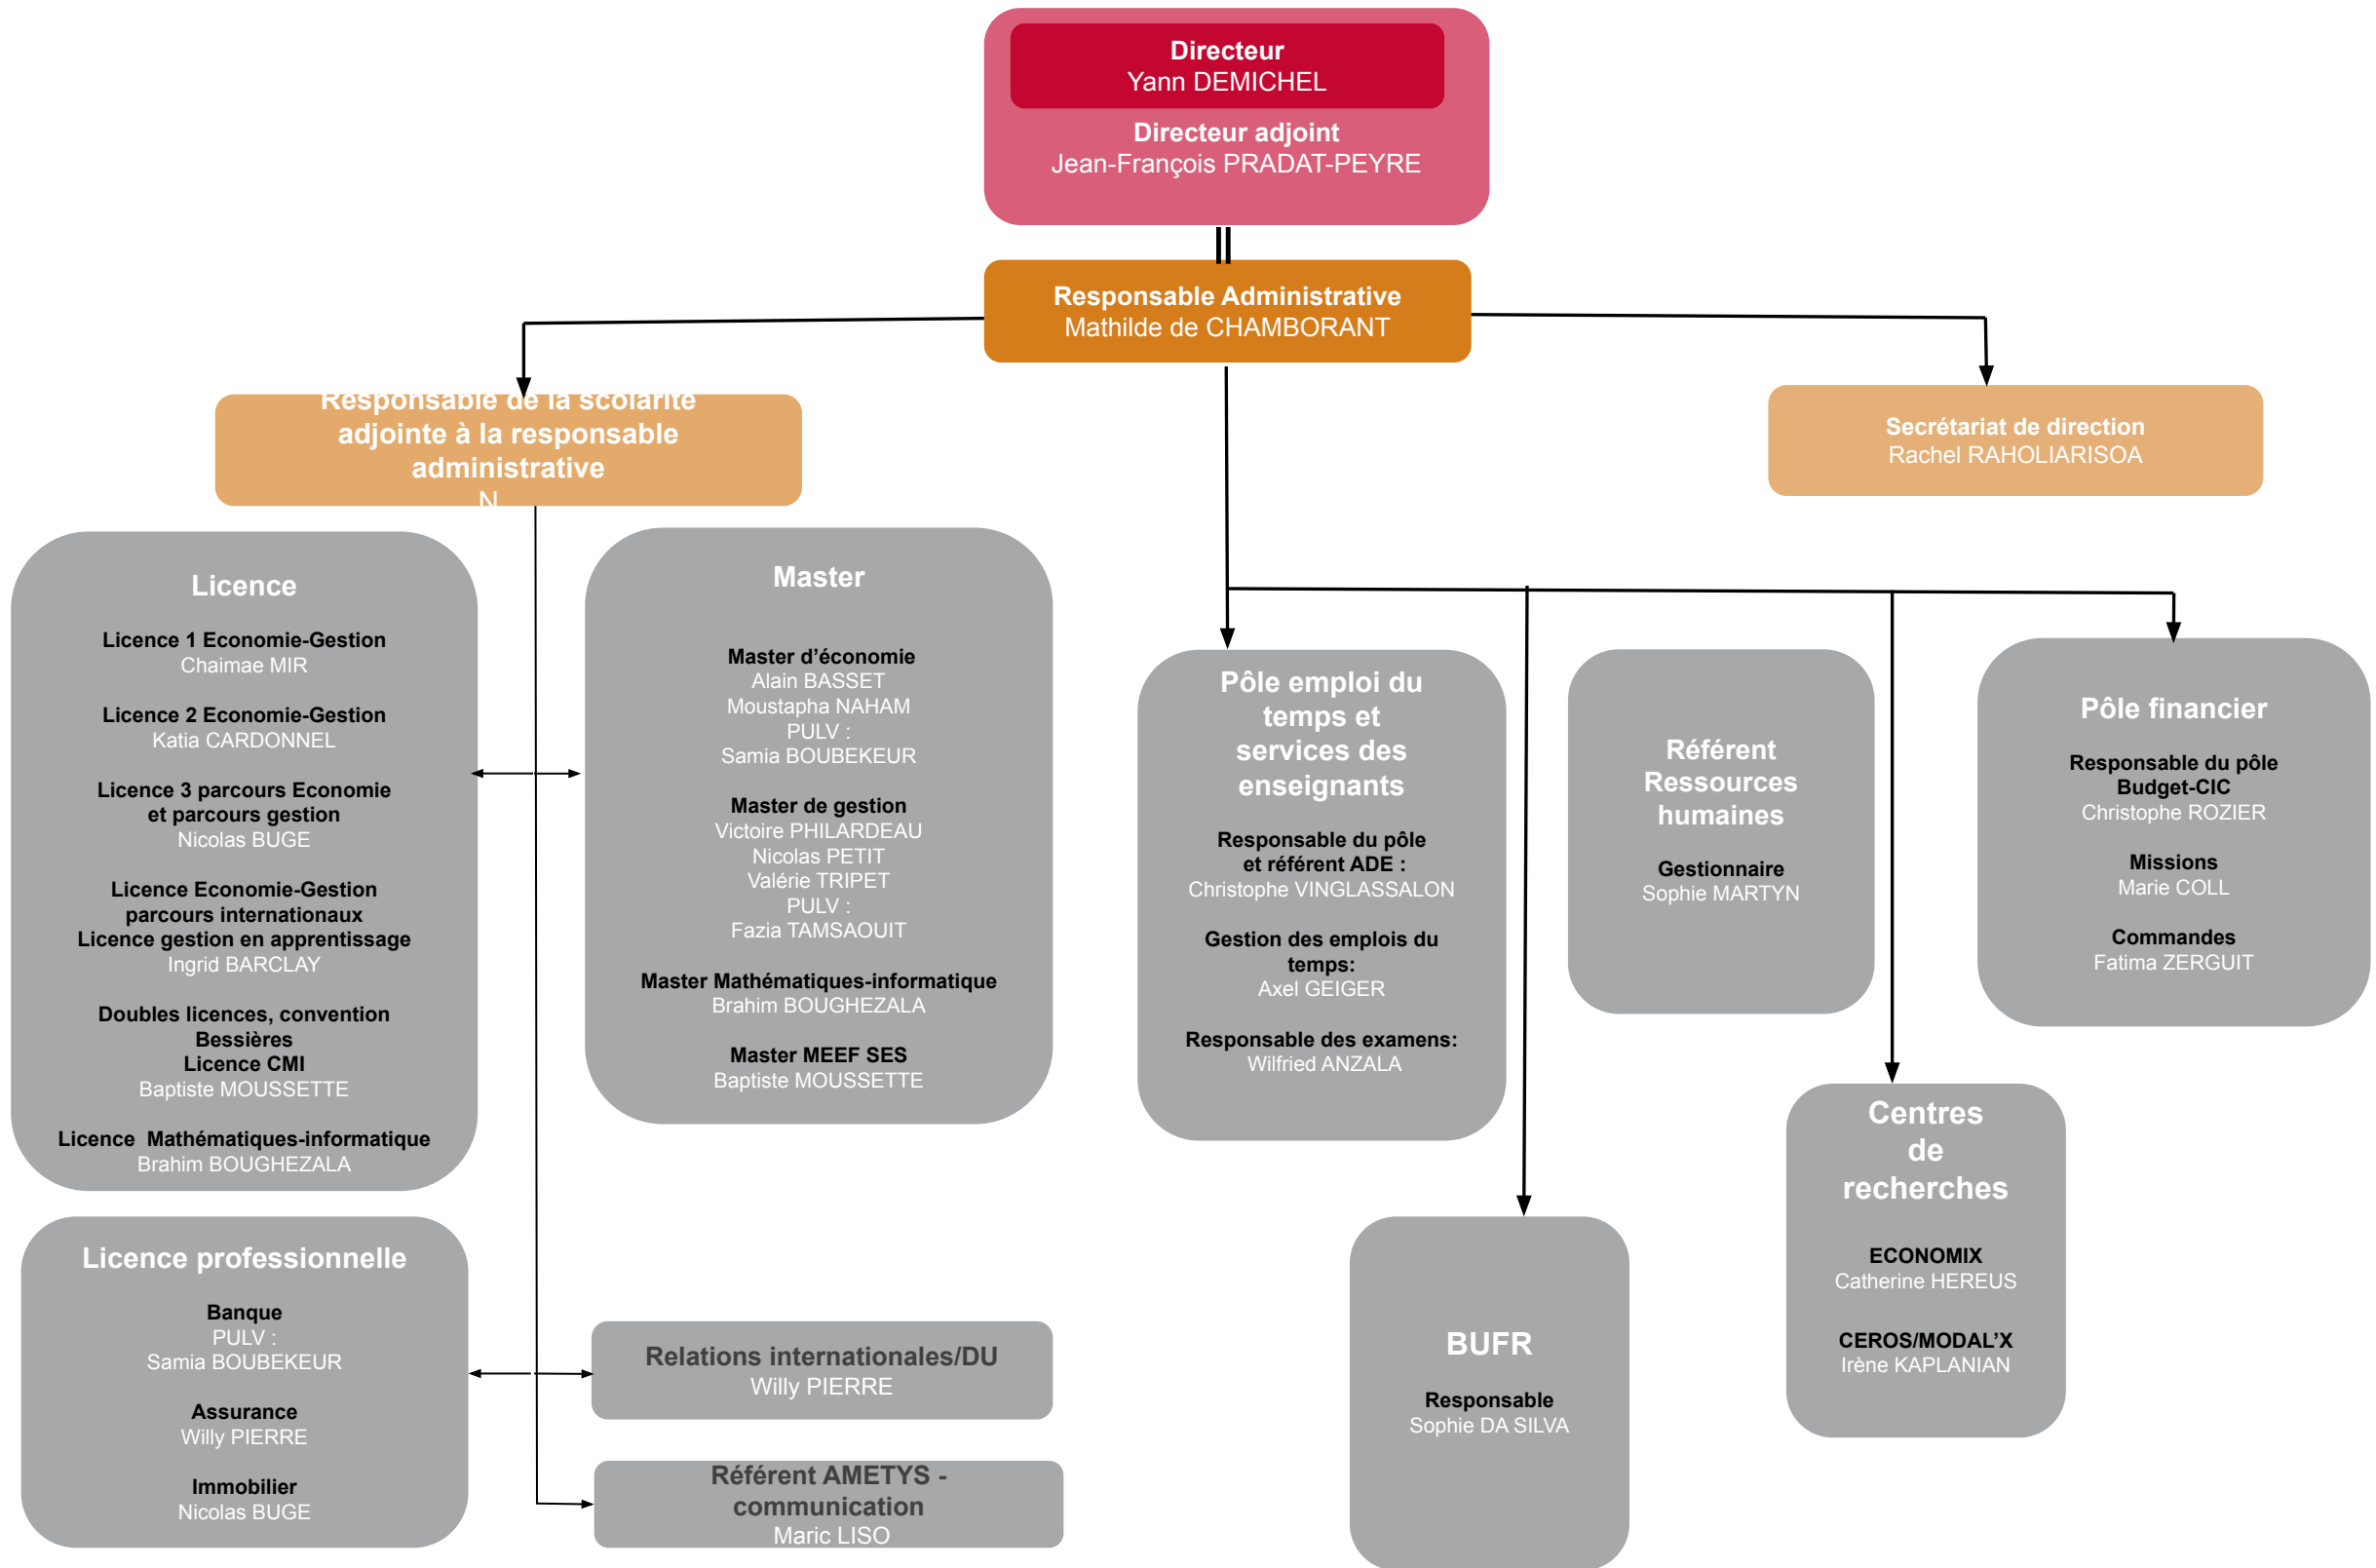 Directeur
Yann DEMICHEL
Directeur adjoint
Jean-François PRADAT-PEYRE
Responsable Administrative
Mathilde de CHAMBORANT
Responsable de la scolarité
adjointe à la responsable
administrative
N
Secrétariat de direction
Rachel RAHOLIARISOA
Licence
Licence 1 Economie-Gestion
Chaimae MIR
Licence 2 Economie-Gestion
Katia CARDONNEL
Licence 3 parcours Economie
et parcours gestion
Nicolas BUGE
Licence Economie-Gestion
parcours internationaux
Licence gestion en apprentissage
Ingrid BARCLAY
Doubles licences, convention
Bessières
Licence CMI
Baptiste MOUSSETTE
Licence Mathématiques-informatique
Brahim BOUGHEZALA
Master
Master d’économie
Alain BASSET
Moustapha NAHAM
PULV :
Samia BOUBEKEUR
Master de gestion
Victoire PHILARDEAU
Nicolas PETIT
Valérie TRIPET
PULV :
Fazia TAMSAOUIT
Master Mathématiques-informatique
Brahim BOUGHEZALA
Master MEEF SES
Baptiste MOUSSETTE
Pôle emploi du
temps et
services des
enseignants
Responsable du pôle
et référent ADE :
Christophe VINGLASSALON
Gestion des emplois du
temps:
Axel GEIGER
Responsable des examens:
Wilfried ANZALA
Référent
Ressources
humaines
Gestionnaire
Sophie MARTYN
Pôle financier
Responsable du pôle
Budget-CIC
Christophe ROZIER
Missions
Marie COLL
Commandes
Fatima ZERGUIT
Licence professionnelle
Banque
PULV :
Samia BOUBEKEUR
Assurance
Willy PIERRE
Immobilier
Nicolas BUGE
Relations internationales/DU
Willy PIERRE
Référent AMETYS -
communication
Maric LISO
BUFR
Responsable
Sophie DA SILVA
Centres
de
recherches
ECONOMIX
Catherine HEREUS
CEROS/MODAL’X
Irène KAPLANIAN